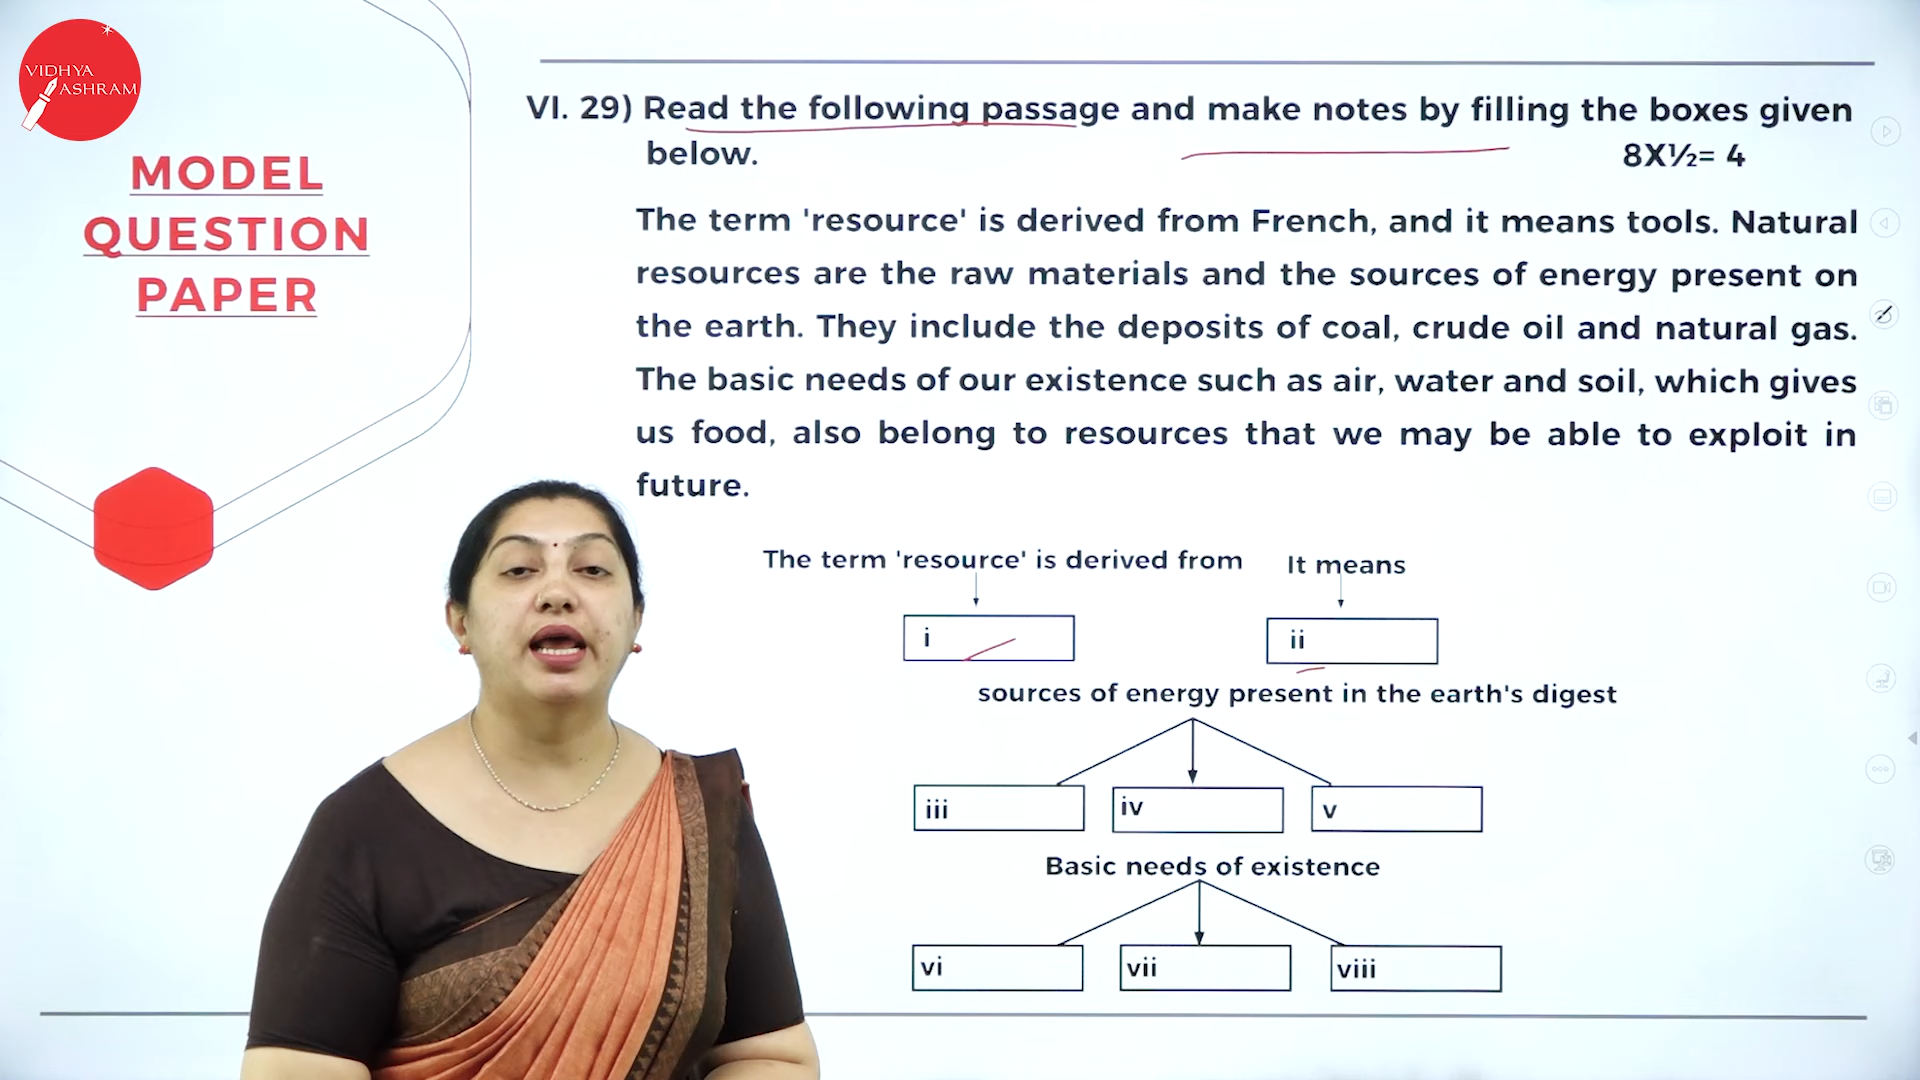 VIDHYA
ASHRAM
MODEL
QUESTION
PAPER
VI. 29) Read the following passage and make notes by filling the boxes given
below. 8X½= 4
The term 'resource' is derived from French, and it means tools. Natural
resources are the raw materials and the sources of energy present on
the earth. They include the deposits of coal, crude oil and natural gas.
The basic needs of our existence such as air, water and soil, which gives
us food, also belong to resources that we may be able to exploit in
future.
The term 'resource' is derived from It means
i ii
sources of energy present in the earth's digest
iii iv v
Basic needs of existence
vi vii viii